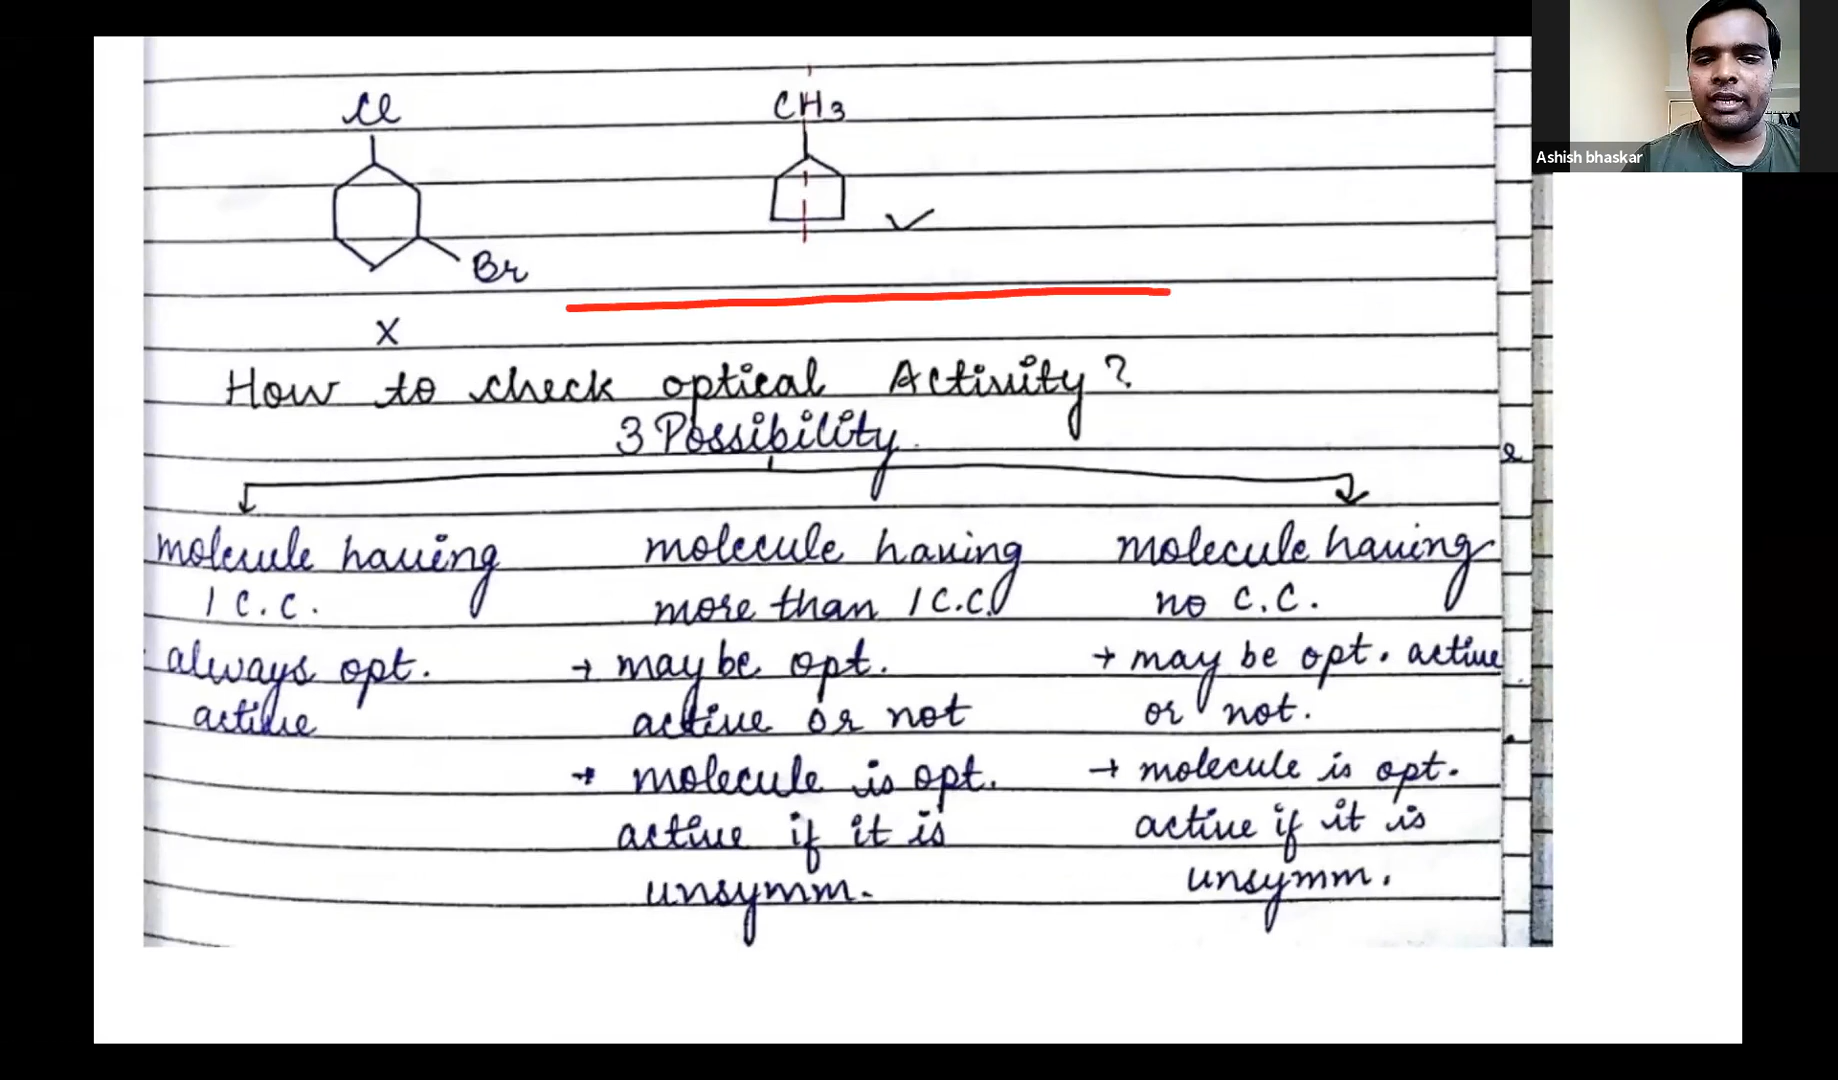 Cl
CH3
Ashish bhaskar
Br
X
How to check optical Activity?
3 Possibility.
molecule having
1 C.C.
always opt.
active
molecule having
more than 1 C.C.
→ may be opt.
active or not
→ molecule is opt.
active if it is
unsymm.
molecule having
no C.C.
→ may be opt. active
or not.
→ molecule is opt.
active if it is
unsymm.